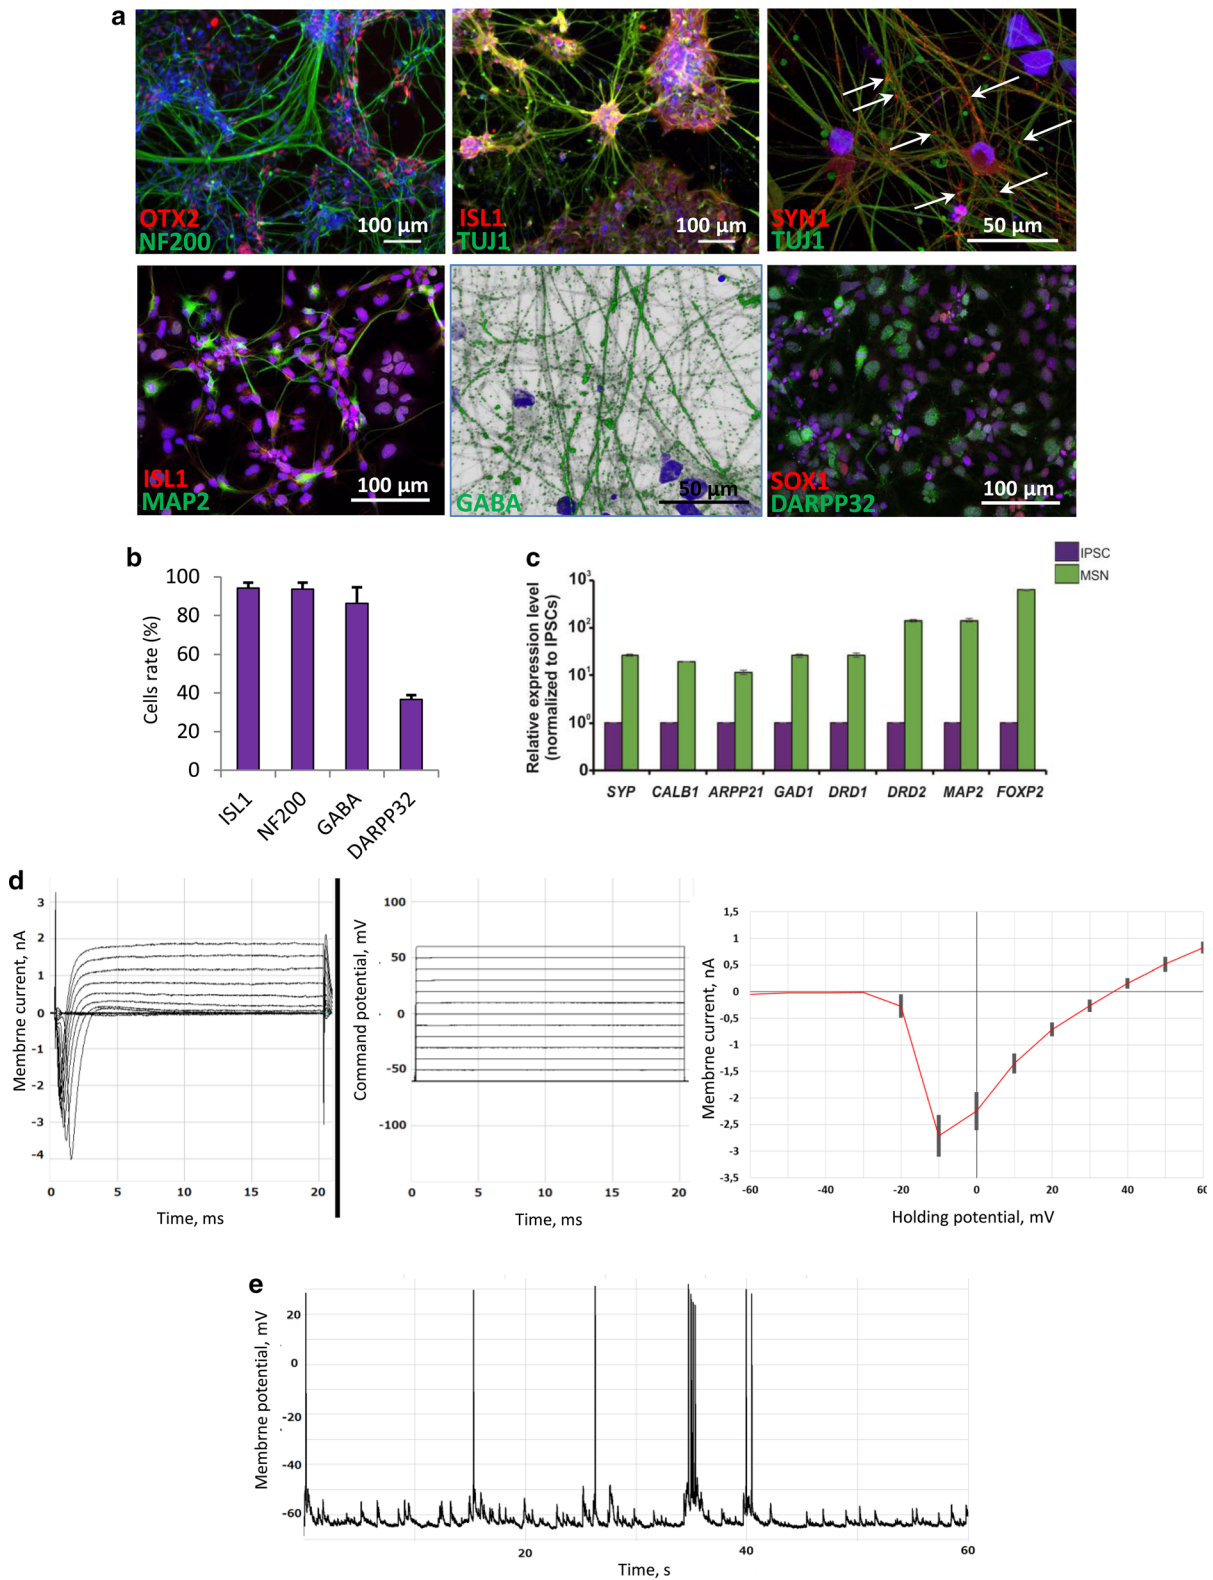 a
OTX2
NF200
100 µm
ISL1
TUJ1
100 µm
SYN1
TUJ1
50 µm
ISL1
MAP2
100 µm
GABA
50 µm
SOX1
DARPP32
100 µm
b
Cells rate (%)
100
80
60
40
20
0
ISL1
NF200
GABA
DARPP32
c
IPSC
MSN
Relative expression level
(normalized to IPSCs)
10³
10²
10¹
10⁰
0
SYP CALB1 ARPP21 GAD1 DRD1 DRD2 MAP2 FOXP2
d
Membrne current, nA
3
2
1
0
-1
-2
-3
-4
0 5 10 15 20
Time, ms
Command potential, mV
100
50
0
-50
-100
0 5 10 15 20
Time, ms
Membrne current, nA
1,5
1
0,5
0
-0,5
-1
-1,5
-2
-2,5
-3
-3,5
-60 -40 -20 0 20 40 60
Holding potential, mV
e
Membrne potential, mV
20
0
-20
-40
-60
20 40 60
Time, s